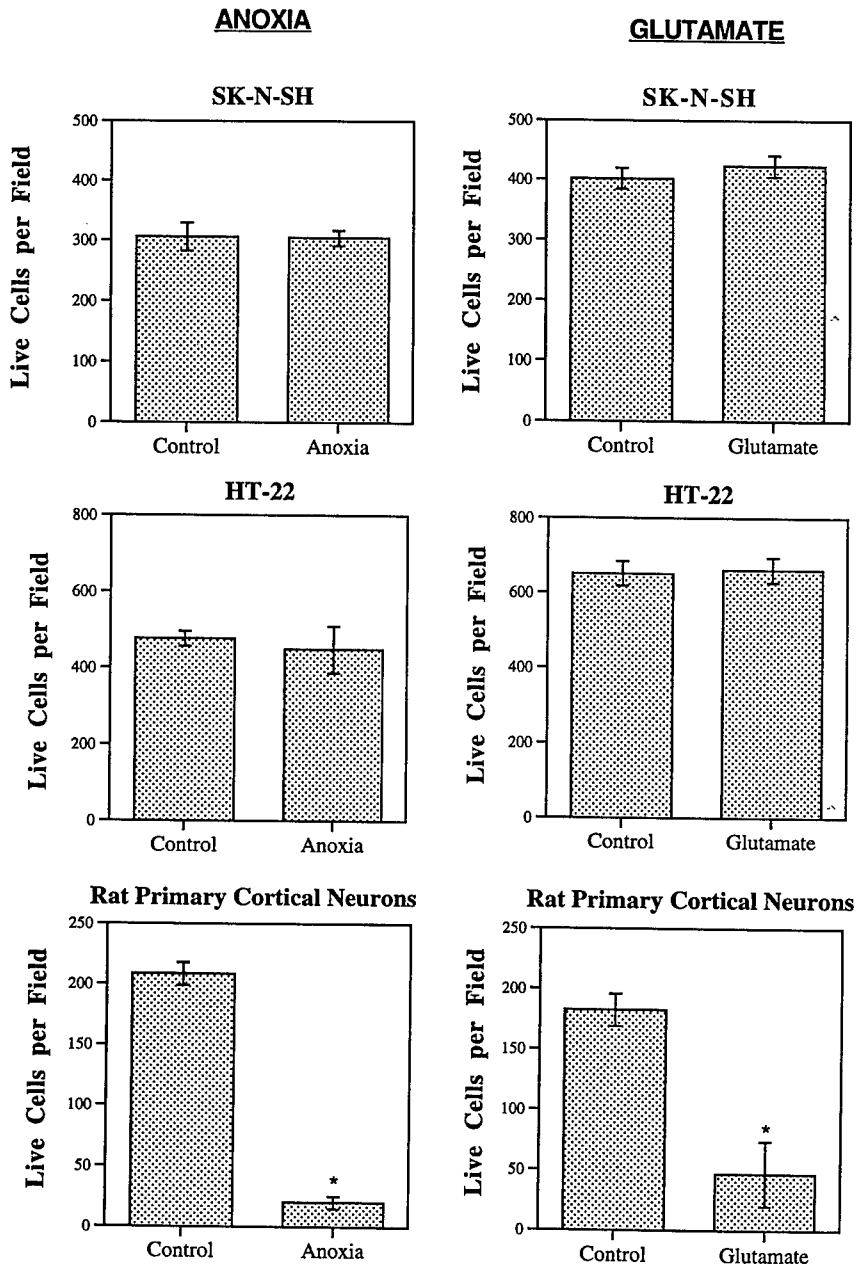 ANOXIA
GLUTAMATE
SK-N-SH
Live Cells per Field
500
400
300
200
100
0
Control
Anoxia
SK-N-SH
Live Cells per Field
500
400
300
200
100
0
Control
Glutamate
HT-22
Live Cells per Field
800
600
400
200
0
Control
Anoxia
HT-22
Live Cells per Field
800
600
400
200
0
Control
Glutamate
Rat Primary Cortical Neurons
Live Cells per Field
250
200
150
100
50
0
*
Control
Anoxia
Rat Primary Cortical Neurons
Live Cells per Field
250
200
150
100
50
0
*
Control
Glutamate